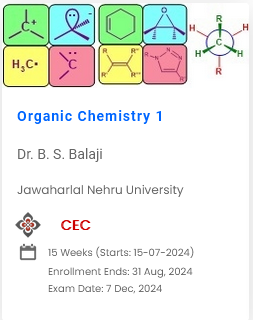 C
+
-
C
O
H₃C•
C
R
R
R
R
N
N
N
R
R
R
H
H
C
H
H
R
Organic Chemistry 1
Dr. B. S. Balaji
Jawaharlal Nehru University
CEC
15 Weeks (Starts: 15-07-2024)
Enrollment Ends: 31 Aug, 2024
Exam Date: 7 Dec, 2024